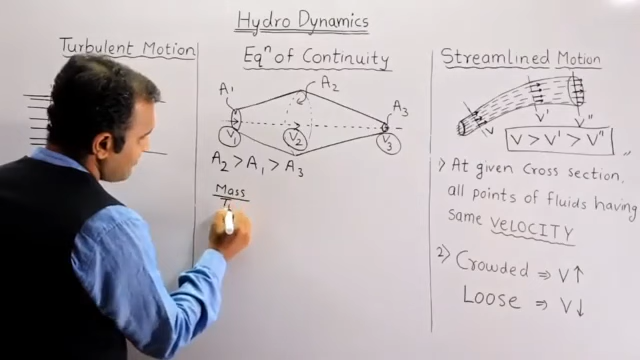 Hydro Dynamics
Turbulent Motion
Eqⁿ of Continuity
A' A₂ A₃
V₁ V₂ V₃
A₂ > A₁ > A₃
Mass
Streamlined Motion
V V' V"
V > V' > V"
1) At given Cross section,
all points of fluids having
same VELOCITY
2) Crowded ⇒ V↑
Loose ⇒ V↓